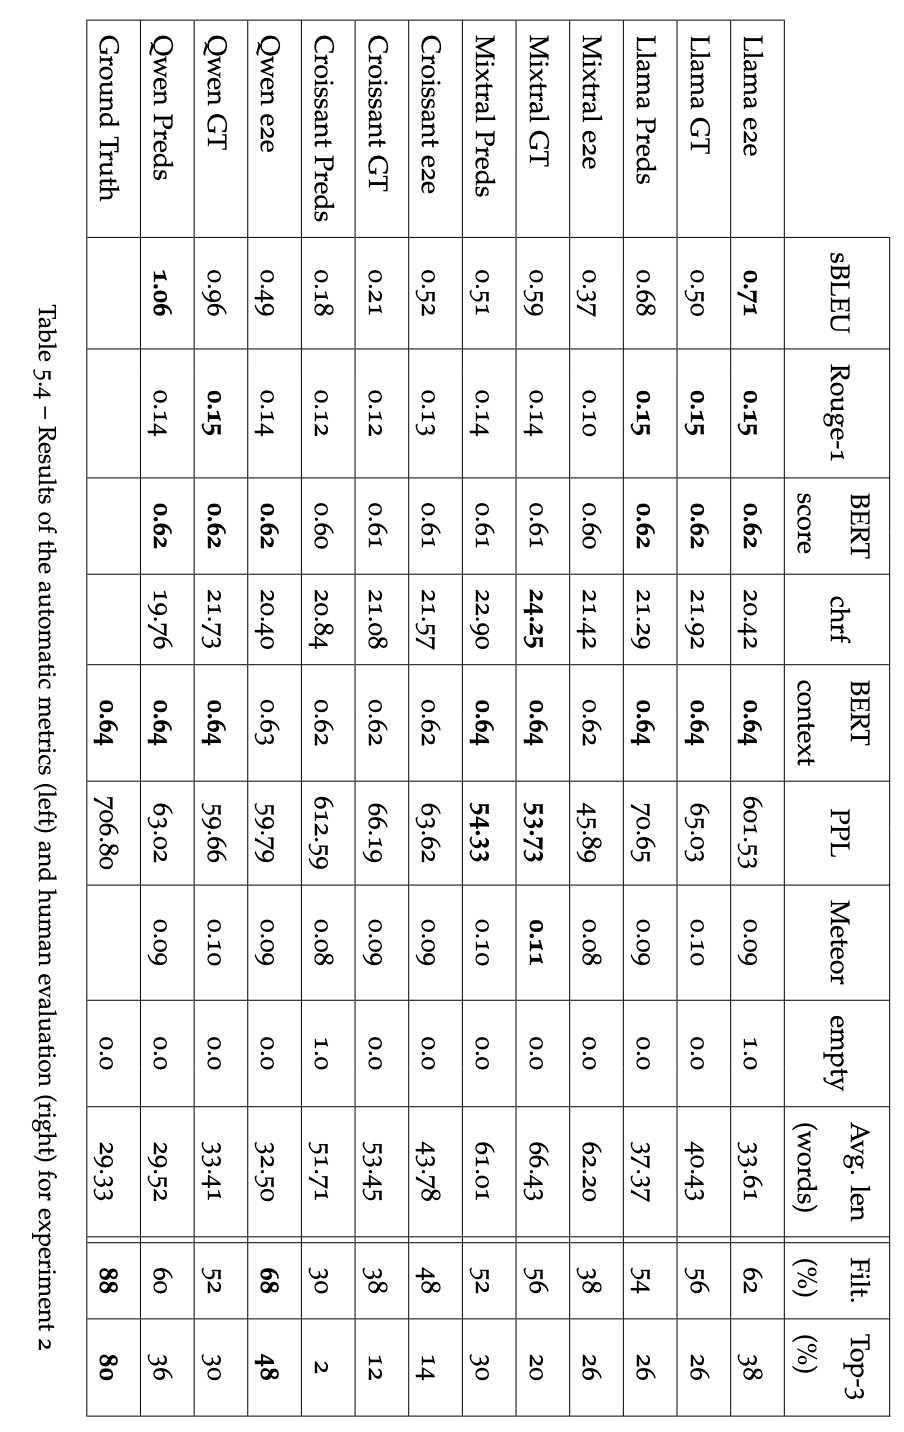 sBLEU Rouge-1 BERT score chrf BERT context PPL Meteor empty Avg. len (words) Filt. (%) Top-3 (%)
Llama e2e 0.71 0.15 0.62 20.42 0.64 601.53 0.09 1.0 33.61 62 38
Llama GT 0.50 0.15 0.62 21.92 0.64 65.03 0.10 0.0 40.43 56 26
Llama Preds 0.68 0.15 0.62 21.29 0.64 70.65 0.09 0.0 37.37 54 26
Mixtral e2e 0.37 0.10 0.60 21.42 0.62 45.89 0.08 0.0 62.20 38 26
Mixtral GT 0.59 0.14 0.61 24.25 0.64 53.73 0.11 0.0 66.43 56 20
Mixtral Preds 0.51 0.14 0.61 22.90 0.64 54.33 0.10 0.0 61.01 52 30
Croissant e2e 0.52 0.13 0.61 21.57 0.62 63.62 0.09 0.0 43.78 48 14
Croissant GT 0.21 0.12 0.61 21.08 0.62 66.19 0.09 0.0 53.45 38 12
Croissant Preds 0.18 0.12 0.60 20.84 0.62 612.59 0.08 1.0 51.71 30 2
Qwen e2e 0.49 0.14 0.62 20.40 0.63 59.79 0.09 0.0 32.50 68 48
Qwen GT 0.96 0.15 0.62 21.73 0.64 59.66 0.10 0.0 33.41 52 30
Qwen Preds 1.06 0.14 0.62 19.76 0.64 63.02 0.09 0.0 29.52 60 36
Ground Truth 0.64 706.80 0.0 29.33 88 80
Table 5.4 – Results of the automatic metrics (left) and human evaluation (right) for experiment 2